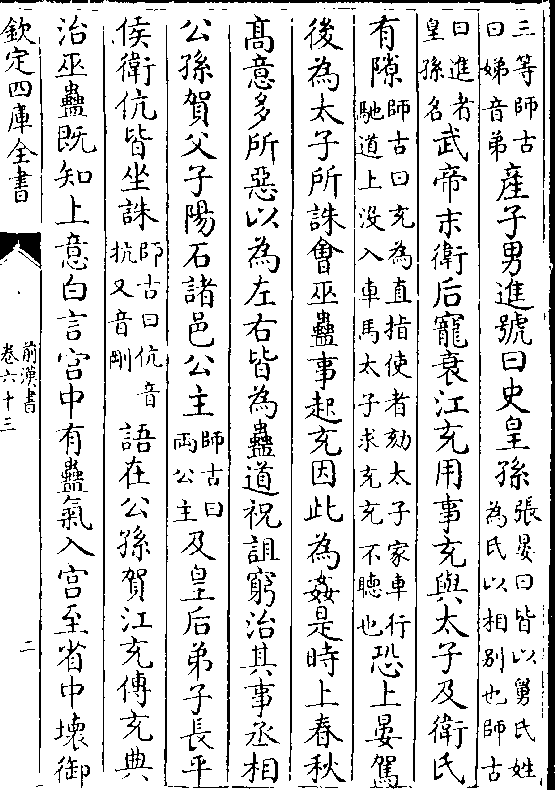 三等師古
曰娣音弟
產子男進號曰史皇孫
張晏曰皆以舅氏姓
為氏以相別也師古
曰進者
皇孫名
武帝末衛后寵衰江充用事充與太子及衛氏
有隙
師古曰充為直指使者劾太子家車行
馳道上没入車馬太子求充充不聽也
恐上晏駕
後為太子所誅㑹巫蠱事起充因此為姦是時上春秋
髙意多所惡以為左右皆為蠱道祝詛窮治其事丞相
公孫賀父子陽石諸邑公主
師古曰
兩公主
及皇后弟子長平
侯衛伉皆坐誅
師古曰伉音
抗又音剛
語在公孫賀江充傳充典
治巫蠱既知上意白言宫中有蠱氣入宫至省中壊御
欽定四庫全書
前漢書
卷六十三
二